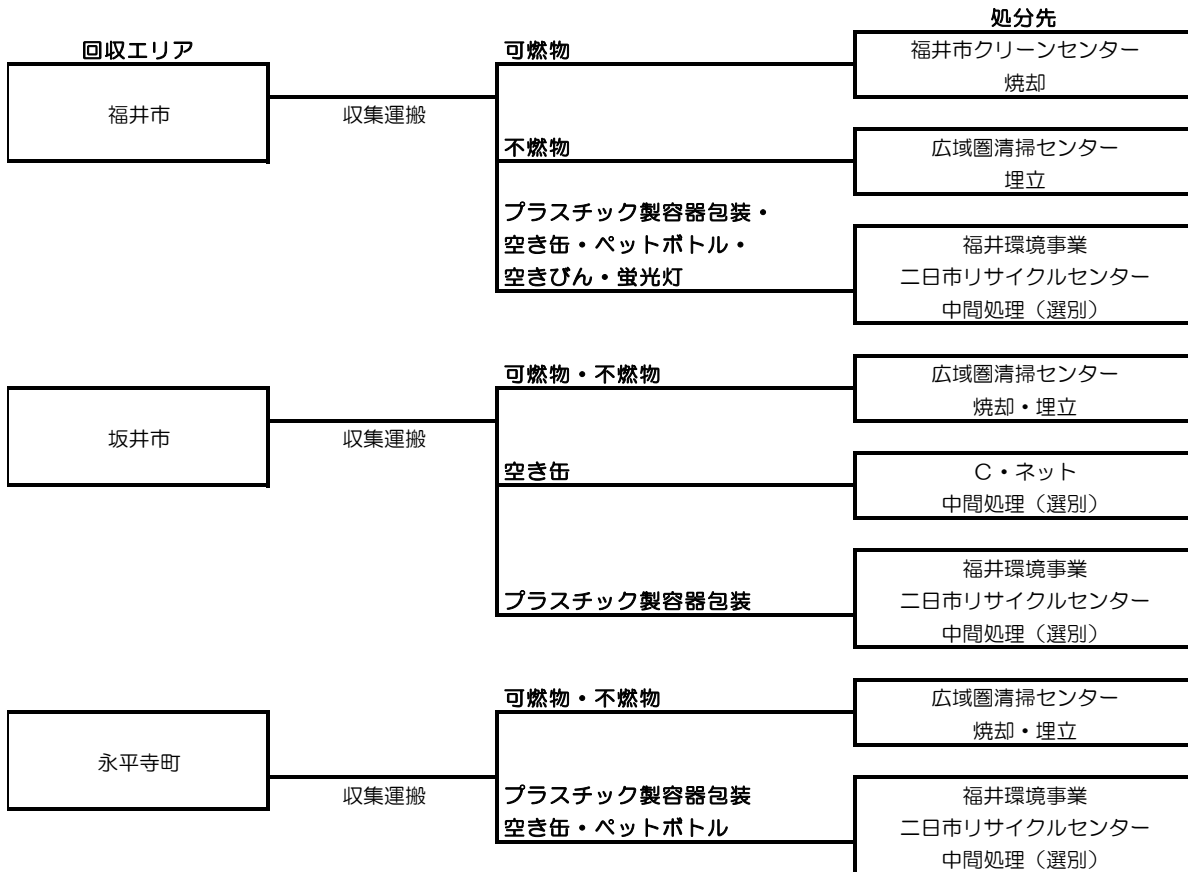 処分先
回収エリア
可燃物
福井市クリーンセンター
焼却
福井市
収集運搬
不燃物
広域圏清掃センター
埋立
プラスチック製容器包装・
空き缶・ペットボトル・
空きびん・蛍光灯
福井環境事業
二日市リサイクルセンター
中間処理（選別）
可燃物・不燃物
広域圏清掃センター
焼却・埋立
坂井市
収集運搬
空き缶
C・ネット
中間処理（選別）
プラスチック製容器包装
福井環境事業
二日市リサイクルセンター
中間処理（選別）
可燃物・不燃物
広域圏清掃センター
焼却・埋立
永平寺町
収集運搬
プラスチック製容器包装
空き缶・ペットボトル
福井環境事業
二日市リサイクルセンター
中間処理（選別）